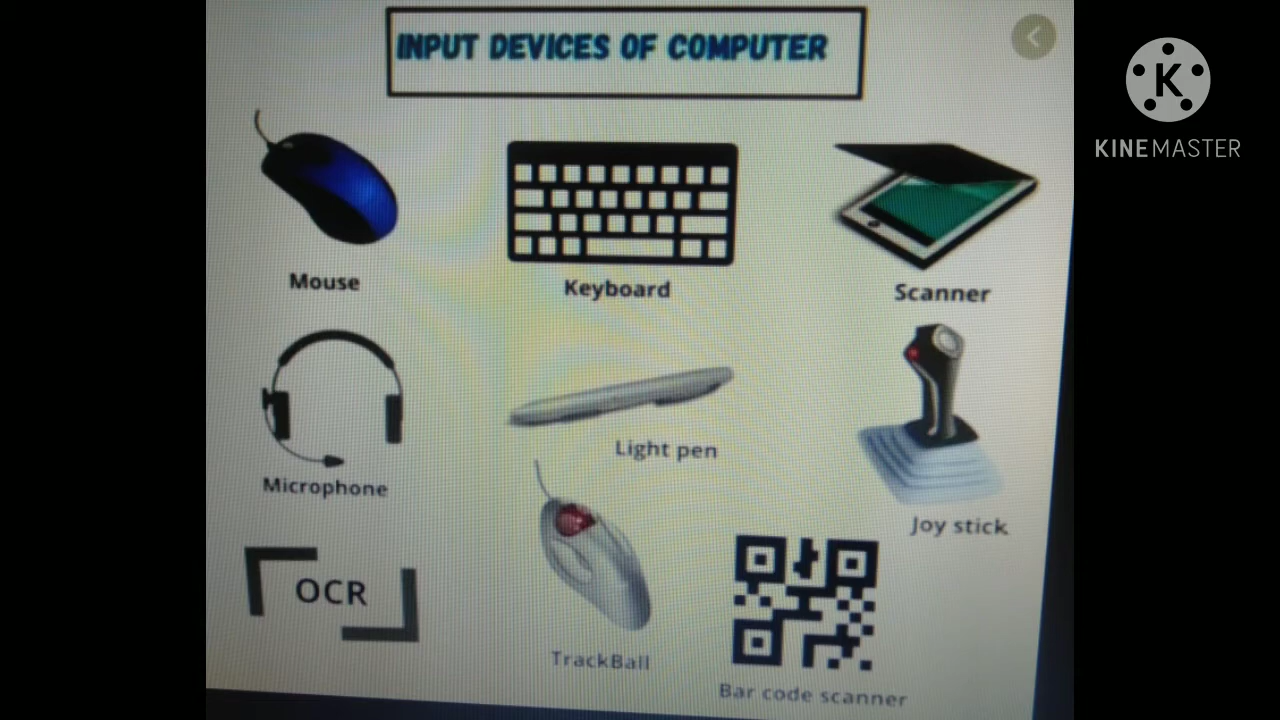 INPUT DEVICES OF COMPUTER
KINEMASTER
Mouse
Keyboard
Scanner
Microphone
Light pen
Joy stick
OCR
TrackBall
Bar code scanner